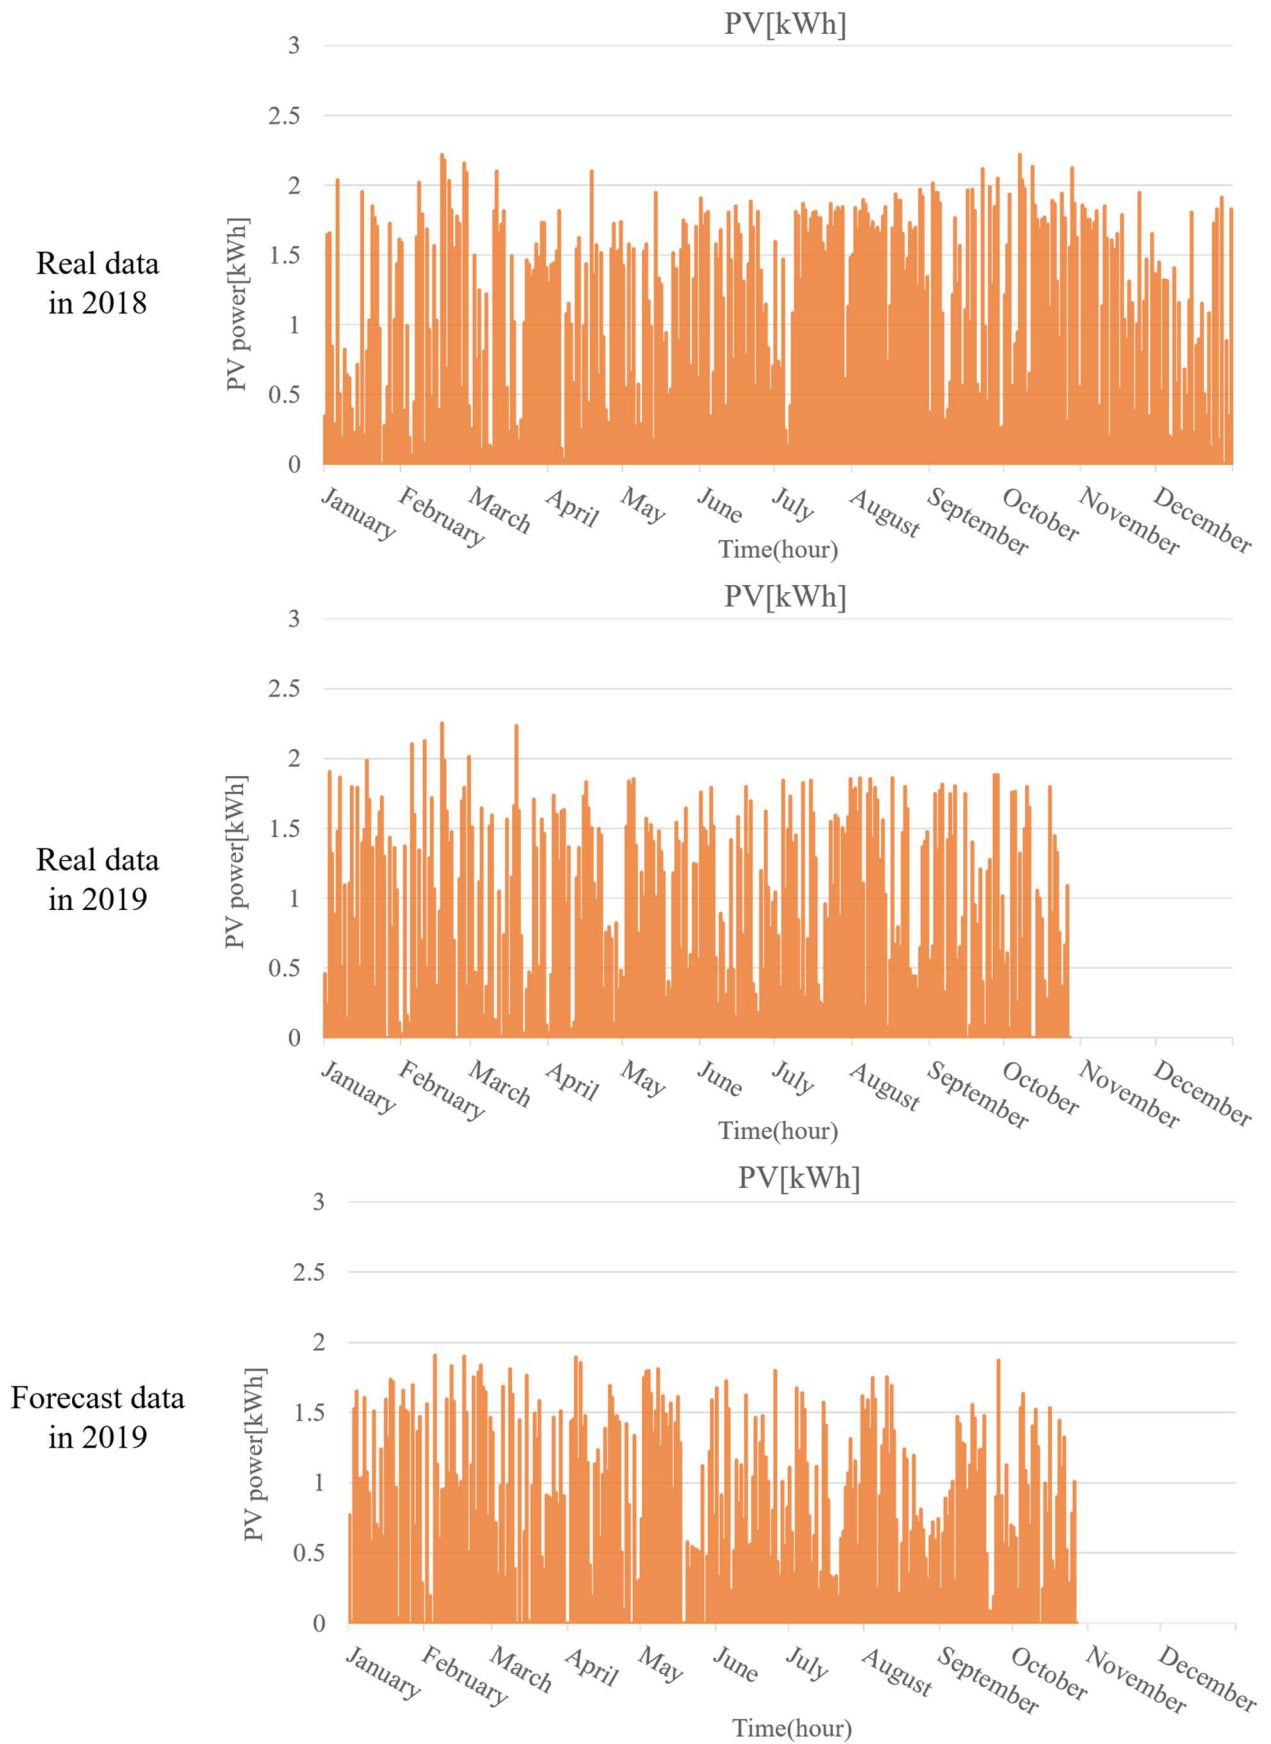 PV[kWh]
3
2.5
2
1.5
1
0.5
0
PV power[kWh]
Real data
in 2018
January
February
March
April
May
June
July
August
September
October
November
December
Time(hour)
PV[kWh]
3
2.5
2
1.5
1
0.5
0
PV power[kWh]
Real data
in 2019
January
February
March
April
May
June
July
August
September
October
November
December
Time(hour)
PV[kWh]
3
2.5
2
1.5
1
0.5
0
PV power[kWh]
Forecast data
in 2019
January
February
March
April
May
June
July
August
September
October
November
December
Time(hour)